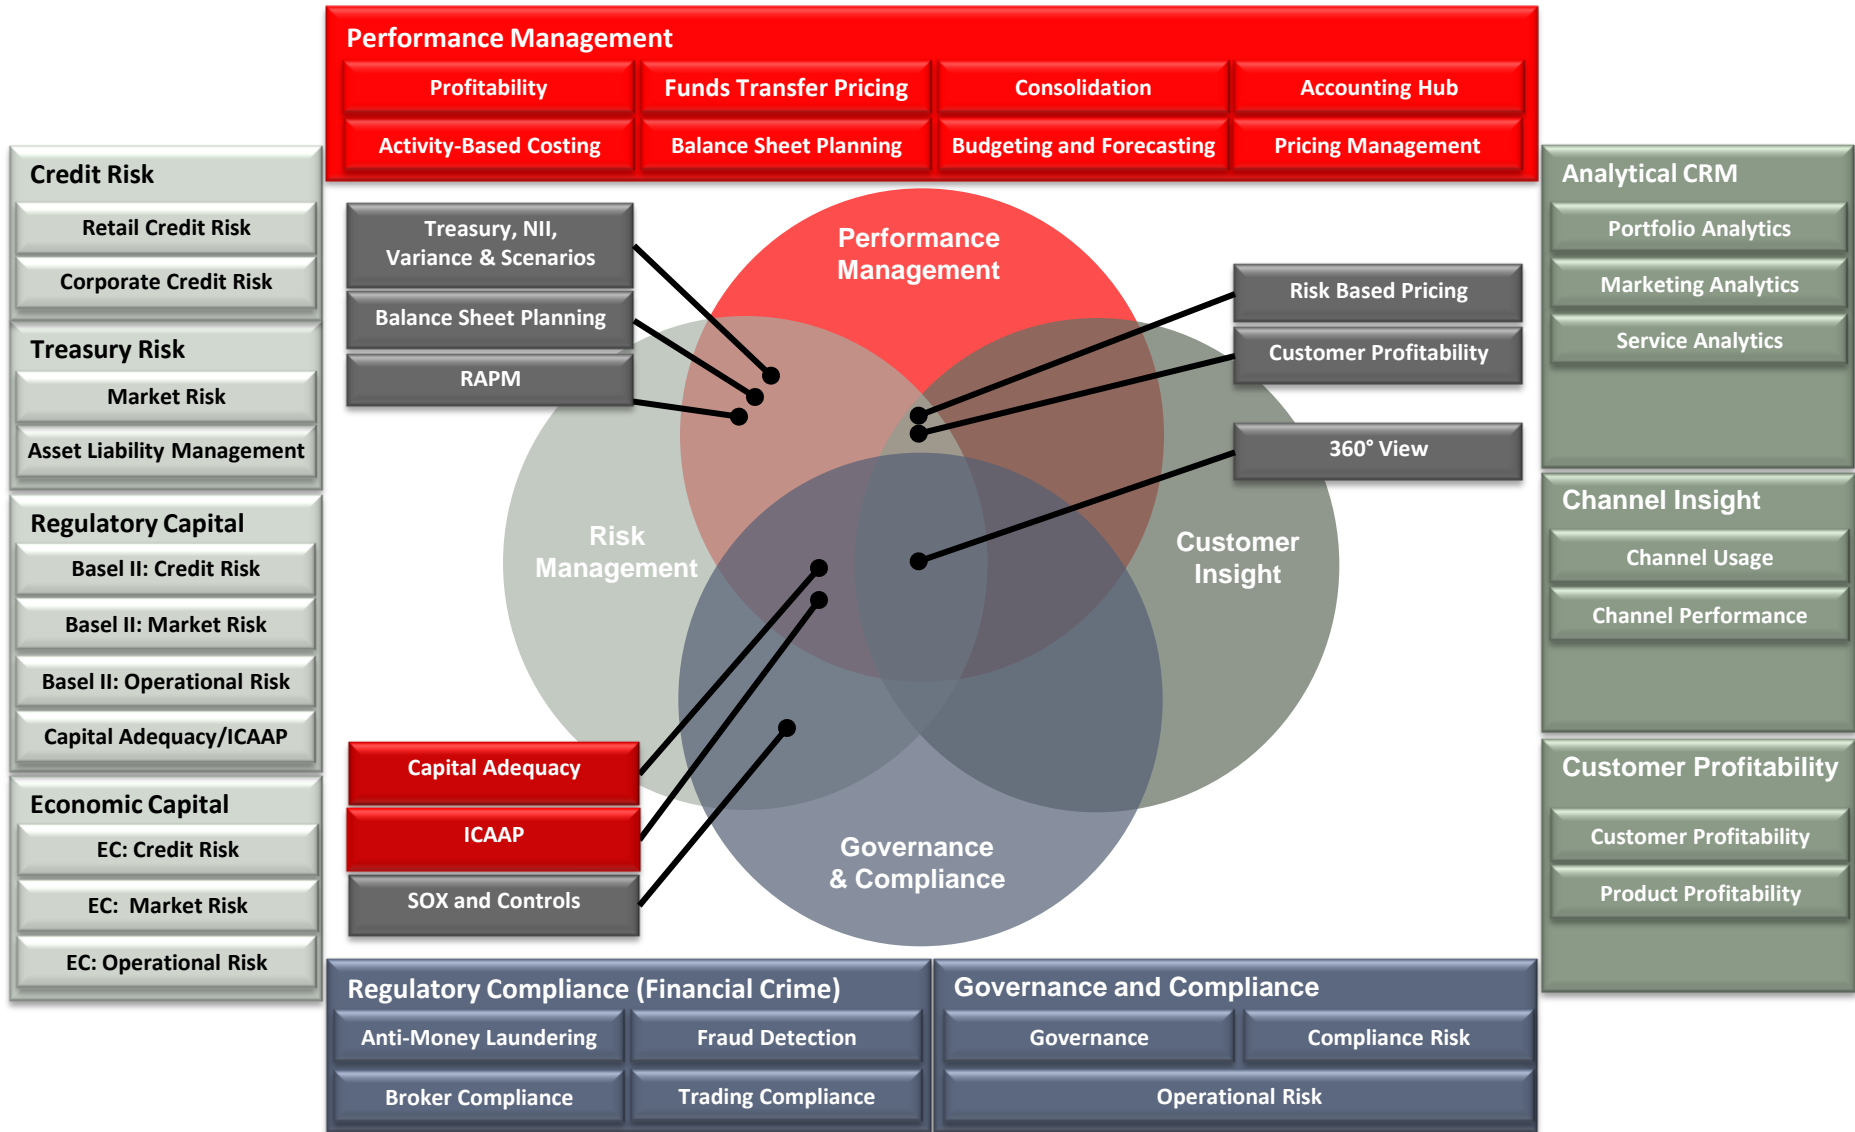 Performance Management
Profitability
Funds Transfer Pricing
Consolidation
Accounting Hub
Activity-Based Costing
Balance Sheet Planning
Budgeting and Forecasting
Pricing Management
Credit Risk
Retail Credit Risk
Corporate Credit Risk
Treasury Risk
Market Risk
Asset Liability Management
Regulatory Capital
Basel II: Credit Risk
Basel II: Market Risk
Basel II: Operational Risk
Capital Adequacy/ICAAP
Economic Capital
EC: Credit Risk
EC:  Market Risk
EC: Operational Risk
Treasury, NII,
Variance & Scenarios
Balance Sheet Planning
RAPM
Performance
Management
Risk
Management
Customer
Insight
Governance
& Compliance
Risk Based Pricing
Customer Profitability
360° View
Capital Adequacy
ICAAP
SOX and Controls
Analytical CRM
Portfolio Analytics
Marketing Analytics
Service Analytics
Channel Insight
Channel Usage
Channel Performance
Customer Profitability
Customer Profitability
Product Profitability
Regulatory Compliance (Financial Crime)
Anti-Money Laundering
Fraud Detection
Broker Compliance
Trading Compliance
Governance and Compliance
Governance
Compliance Risk
Operational Risk